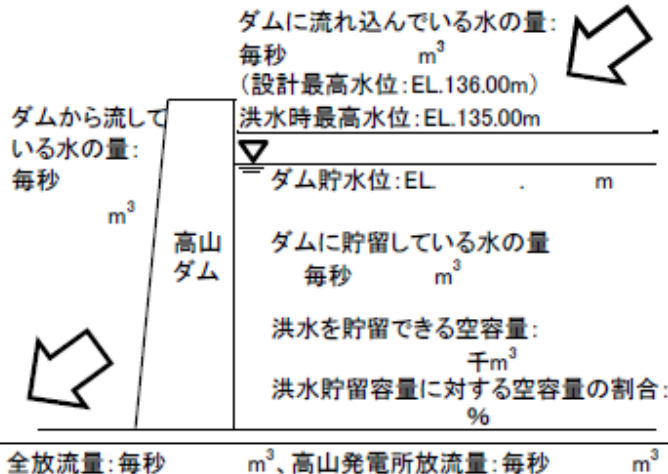 ダムに流れ込んでいる水の量:
毎秒 m³
(設計最高水位:EL.136.00m)
洪水時最高水位:EL.135.00m
ダムから流して
いる水の量:
毎秒
m³
ダム貯水位:EL. . m
高山
ダム
ダムに貯留している水の量
毎秒 m³
洪水を貯留できる空容量:
千m³
洪水貯留容量に対する空容量の割合:
%
全放流量:毎秒 m³、高山発電所放流量:毎秒 m³